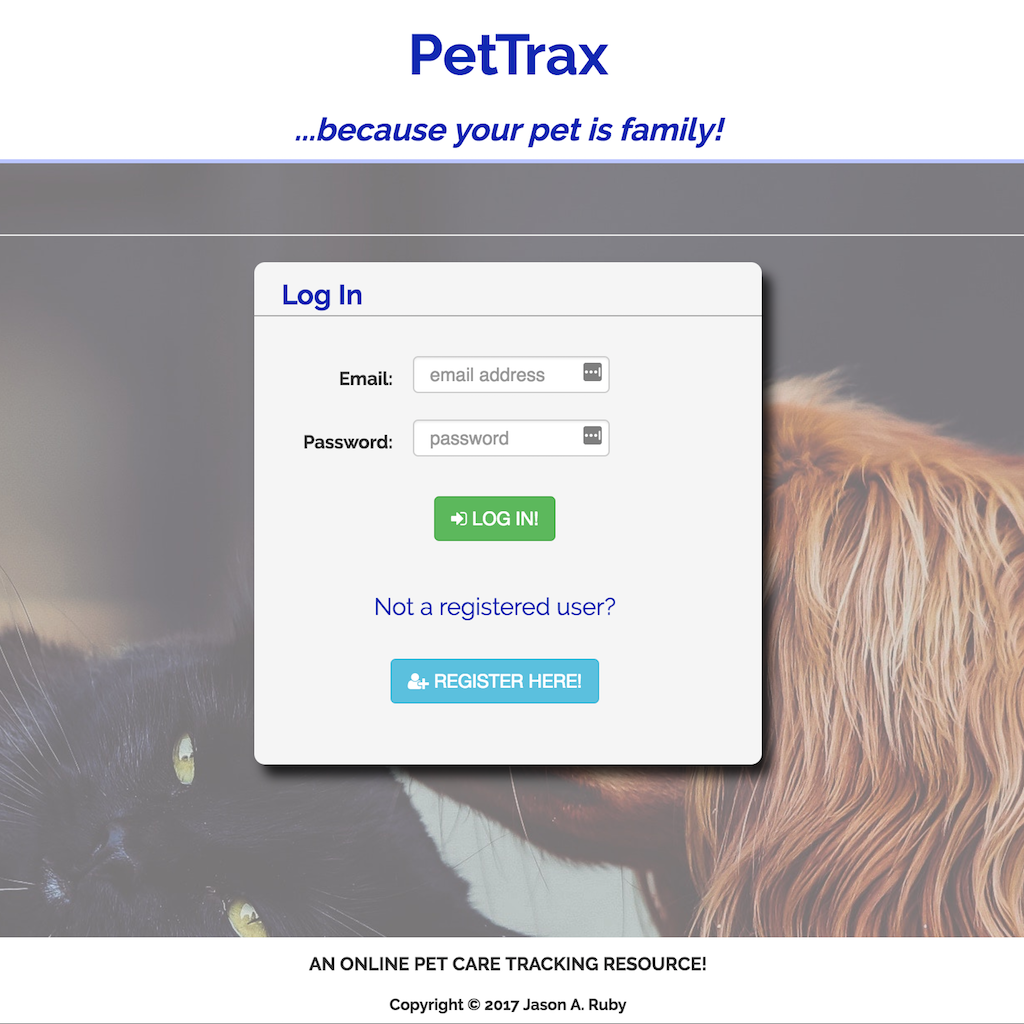 PetTrax
...because your pet is family!
Log In
Email: email address
Password: password
LOG IN!
Not a registered user?
REGISTER HERE!
AN ONLINE PET CARE TRACKING RESOURCE!
Copyright © 2017 Jason A. Ruby